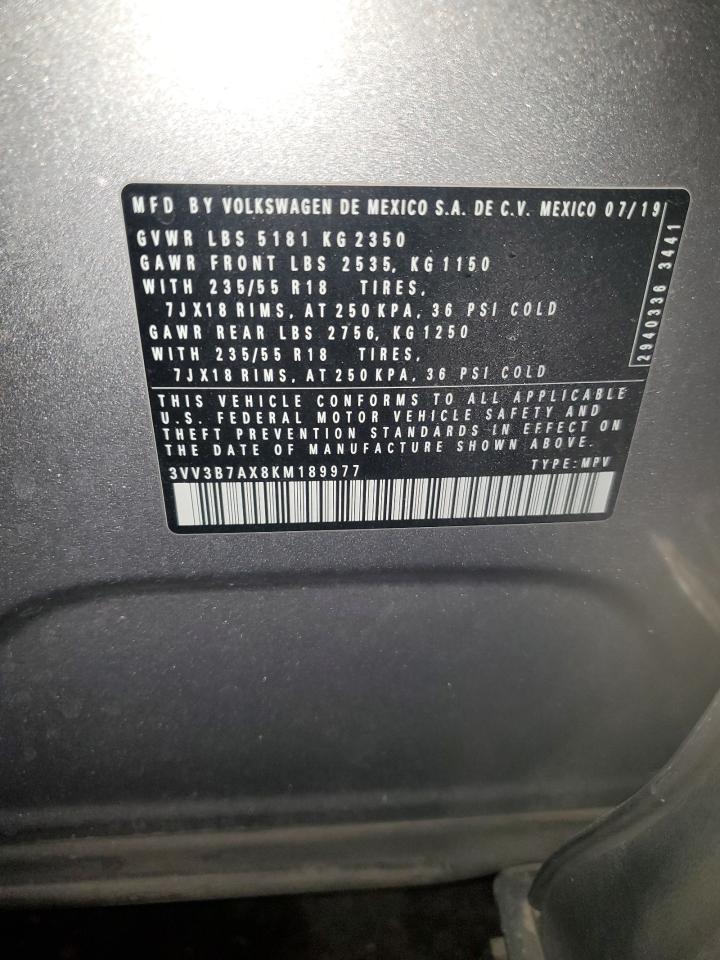 MFD BY VOLKSWAGEN DE MEXICO S.A. DE C.V. MEXICO 07/19
GVWR LBS 5181 KG 2350
GAWR FRONT LBS 2535, KG 1150
WITH 235/55 R18 TIRES,
7JX18 RIMS, AT 250 KPA, 36 PSI COLD
GAWR REAR LBS 2756, KG 1250
WITH 235/55 R18 TIRES,
7JX18 RIMS, AT 250 KPA, 36 PSI COLD
2940336 3441
THIS VEHICLE CONFORMS TO ALL APPLICABLE
U.S. FEDERAL MOTOR VEHICLE SAFETY AND
THEFT PREVENTION STANDARDS IN EFFECT ON
THE DATE OF MANUFACTURE SHOWN ABOVE.
3VV3B7AX8KM189977 TYPE: MPV